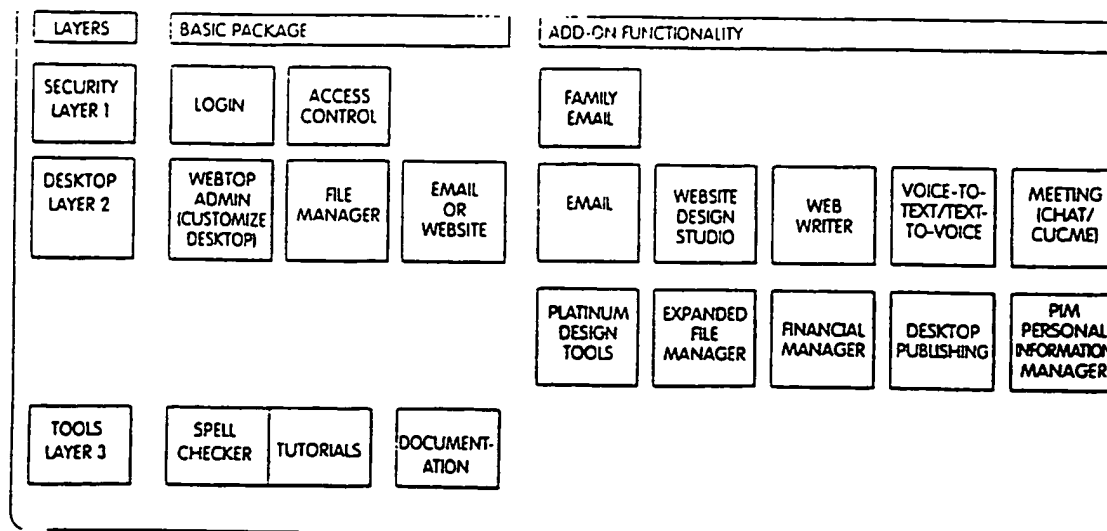 LAYERS
BASIC PACKAGE
ADD-ON FUNCTIONALITY
SECURITY
LAYER 1
LOGIN
ACCESS
CONTROL
FAMILY
EMAIL
DESKTOP
LAYER 2
WEBTOP
ADMIN
(CUSTOMIZE
DESKTOP)
FILE
MANAGER
EMAIL
OR
WEBSITE
EMAIL
WEBSITE
DESIGN
STUDIO
WEB
WRITER
VOICE-TO-
TEXT/TEXT-
TO-VOICE
MEETING
(CHAT/
CUCME)
PLATINUM
DESIGN
TOOLS
EXPANDED
FILE
MANAGER
FINANCIAL
MANAGER
DESKTOP
PUBLISHING
PIM
PERSONAL
INFORMATION
MANAGER
TOOLS
LAYER 3
SPELL
CHECKER
TUTORIALS
DOCUMENT-
ATION